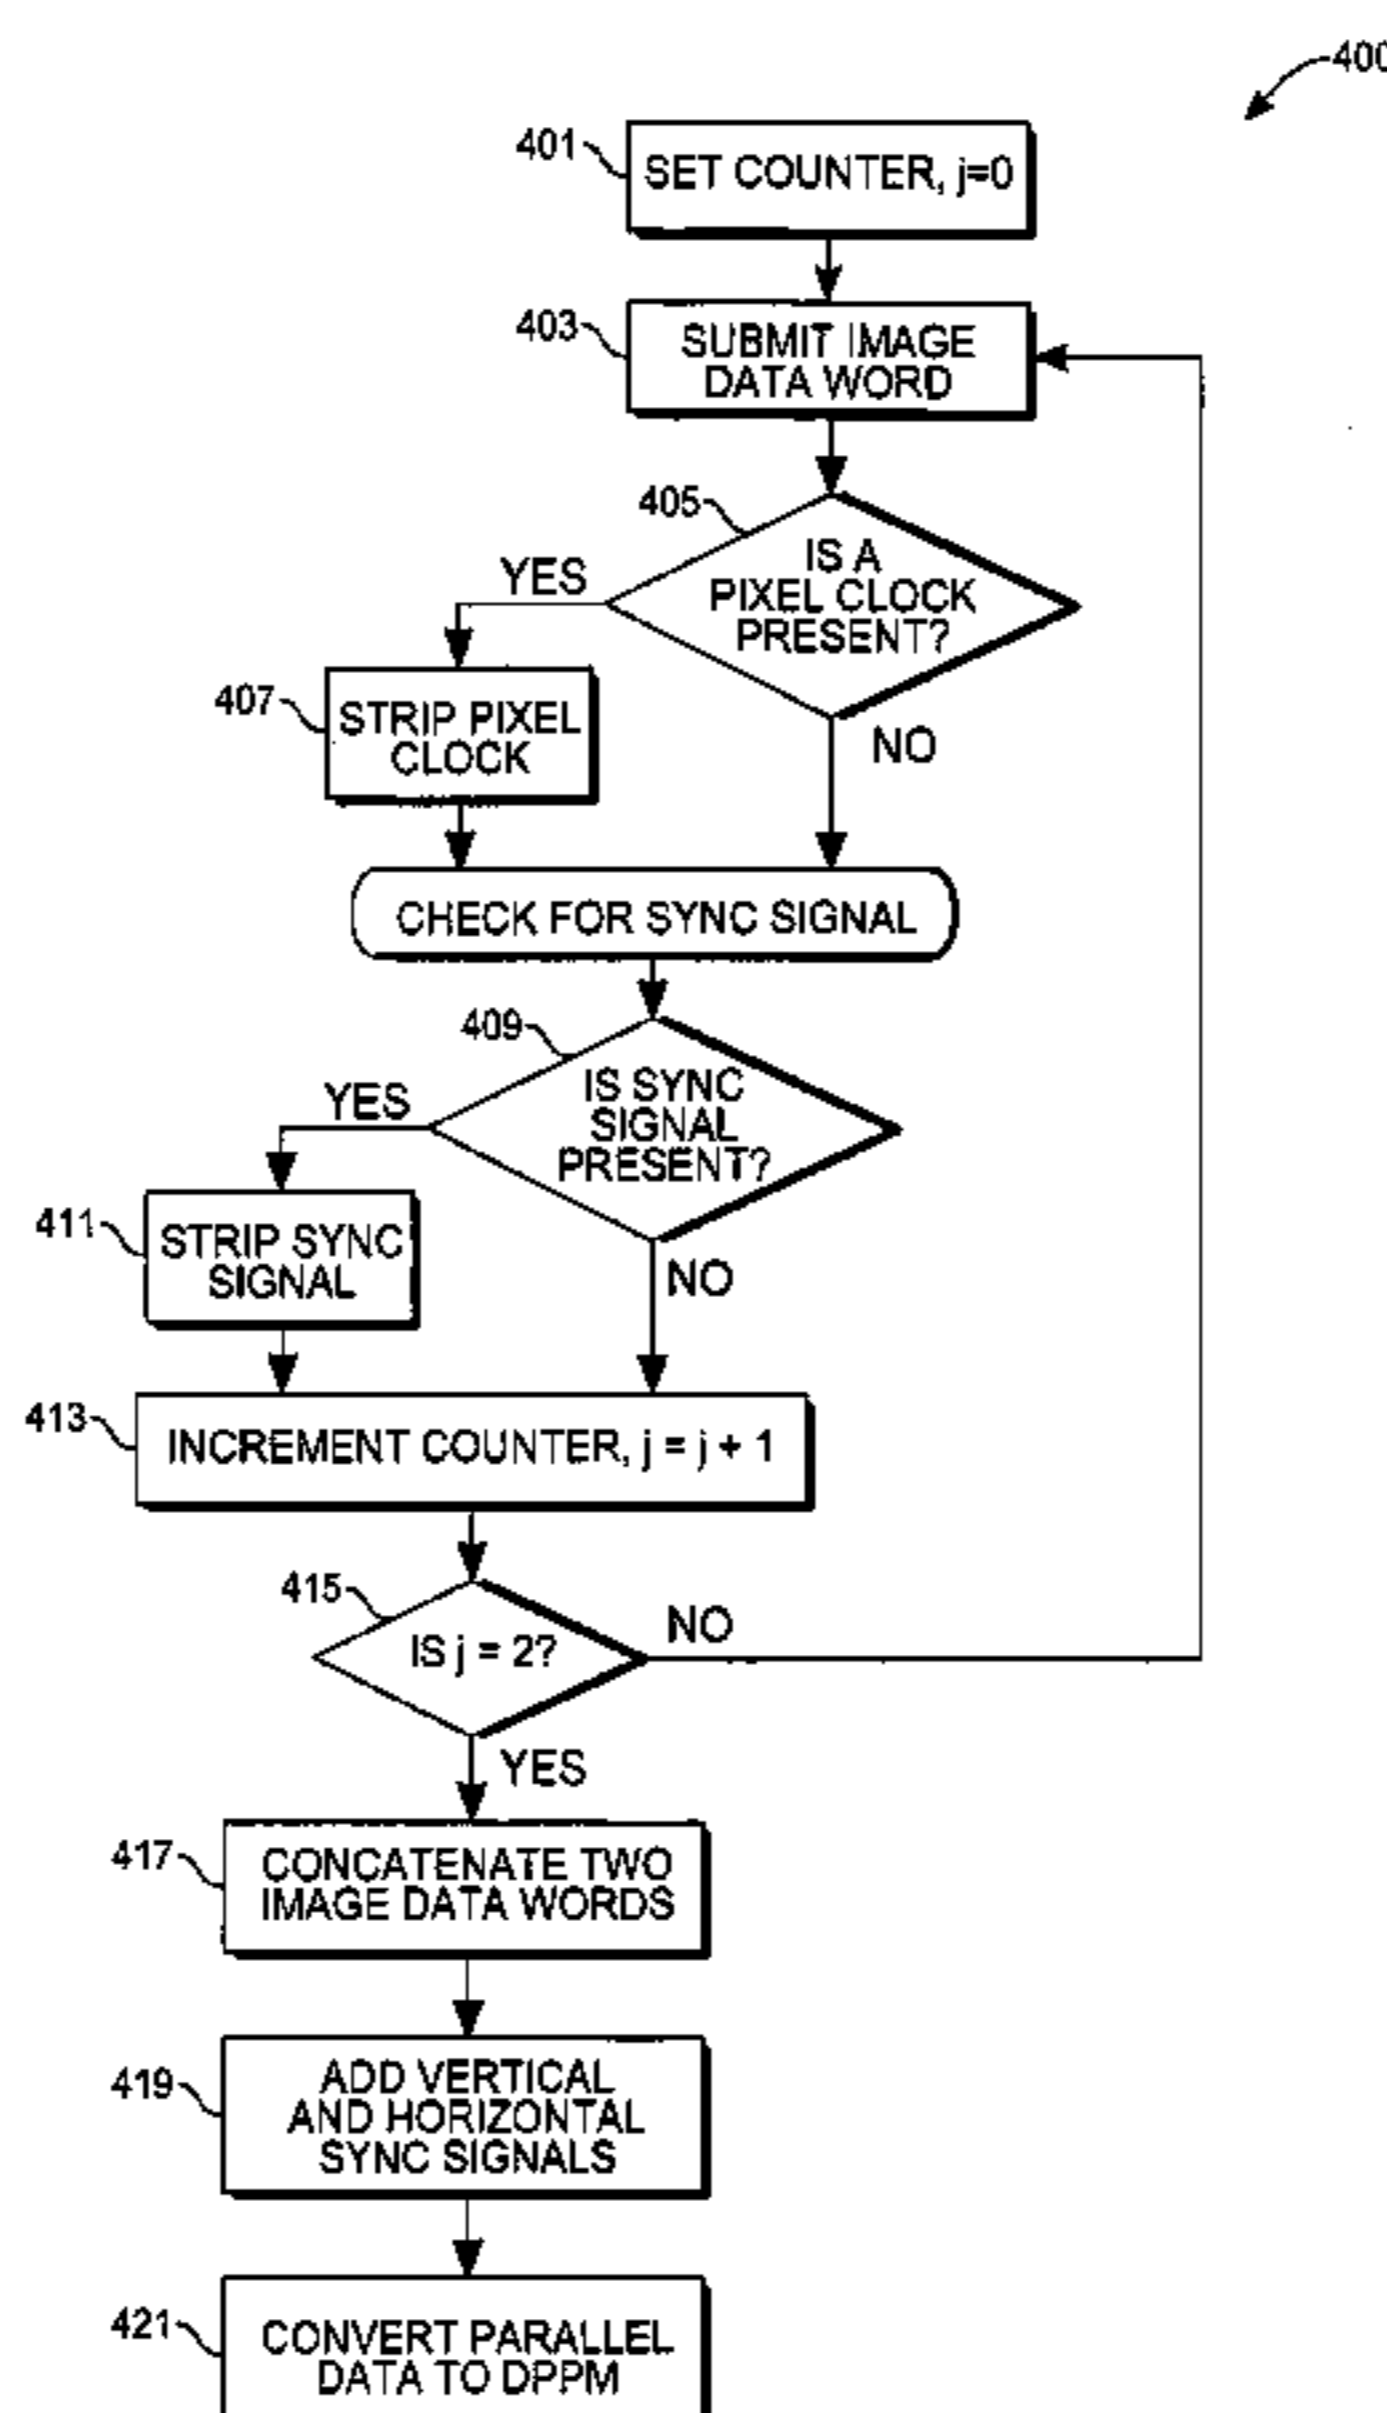 400
401
SET COUNTER, j=0
403
SUBMIT IMAGE
DATA WORD
405
IS A
PIXEL CLOCK
PRESENT?
YES
NO
407
STRIP PIXEL
CLOCK
CHECK FOR SYNC SIGNAL
409
IS SYNC
SIGNAL
PRESENT?
YES
NO
411
STRIP SYNC
SIGNAL
413
INCREMENT COUNTER, j = j + 1
415
IS j = 2?
NO
YES
417
CONCATENATE TWO
IMAGE DATA WORDS
419
ADD VERTICAL
AND HORIZONTAL
SYNC SIGNALS
421
CONVERT PARALLEL
DATA TO DPPM